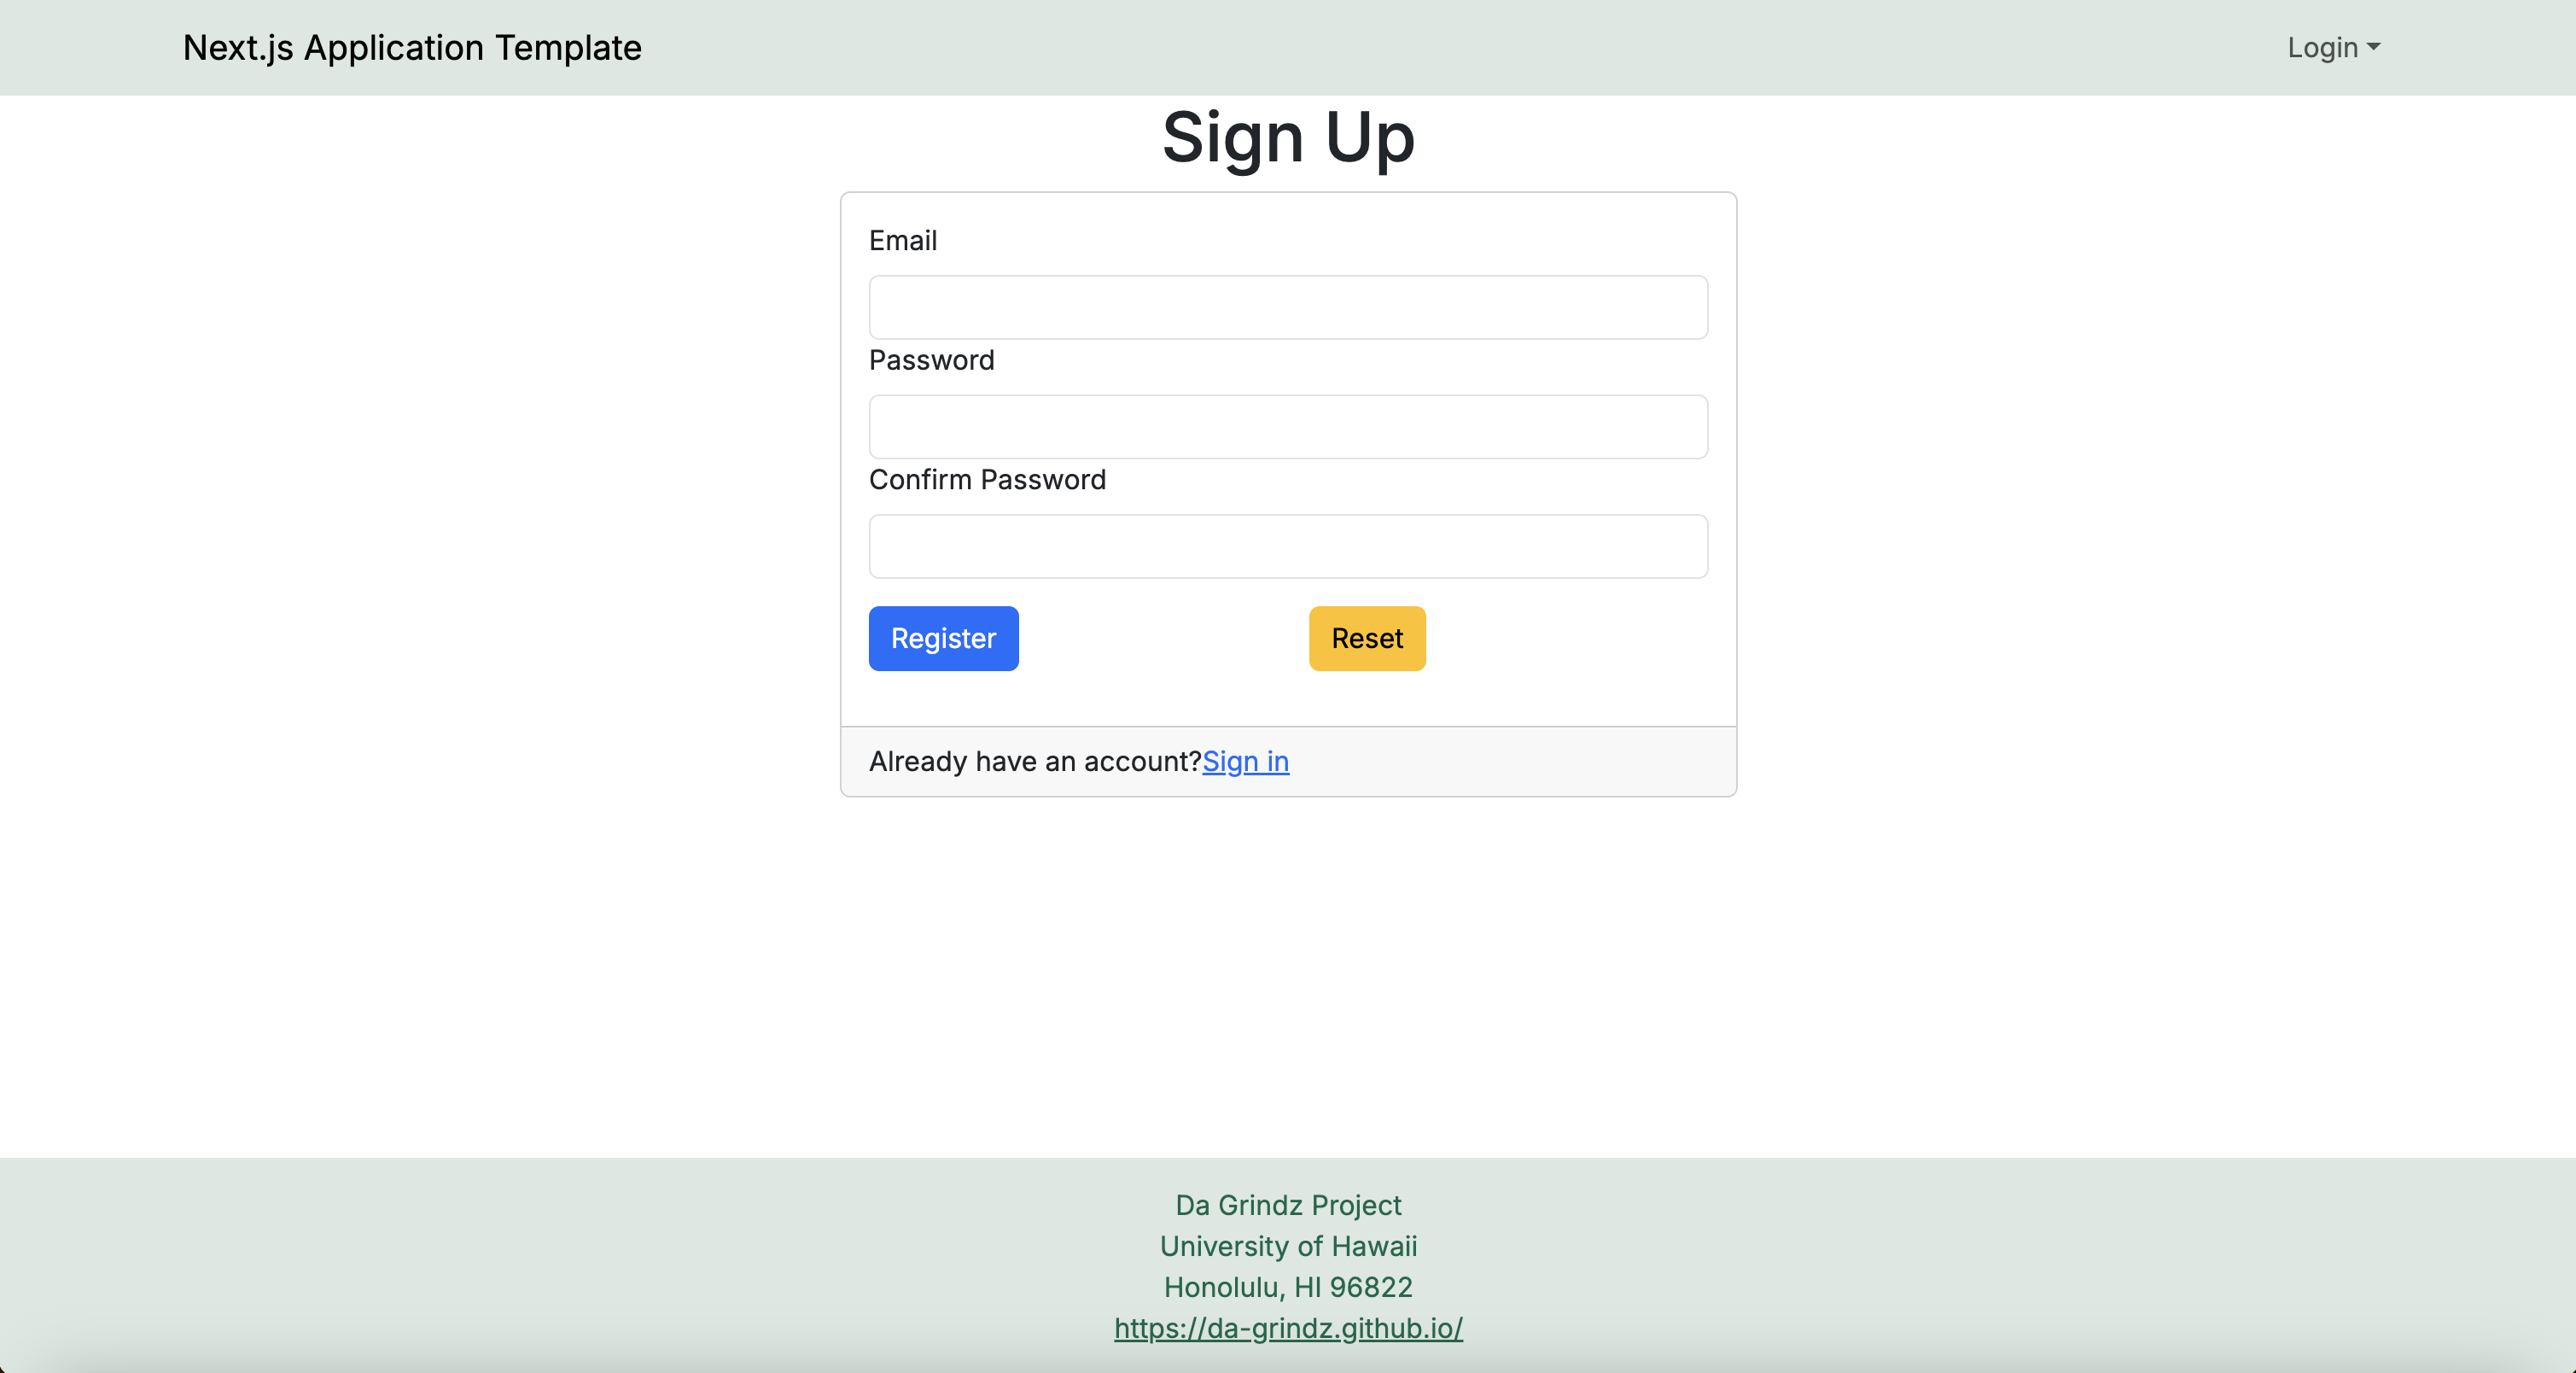 Next.js Application Template
Login
Sign Up
Email
Password
Confirm Password
Register
Reset
Already have an account?Sign in
Da Grindz Project
University of Hawaii
Honolulu, HI 96822
https://da-grindz.github.io/